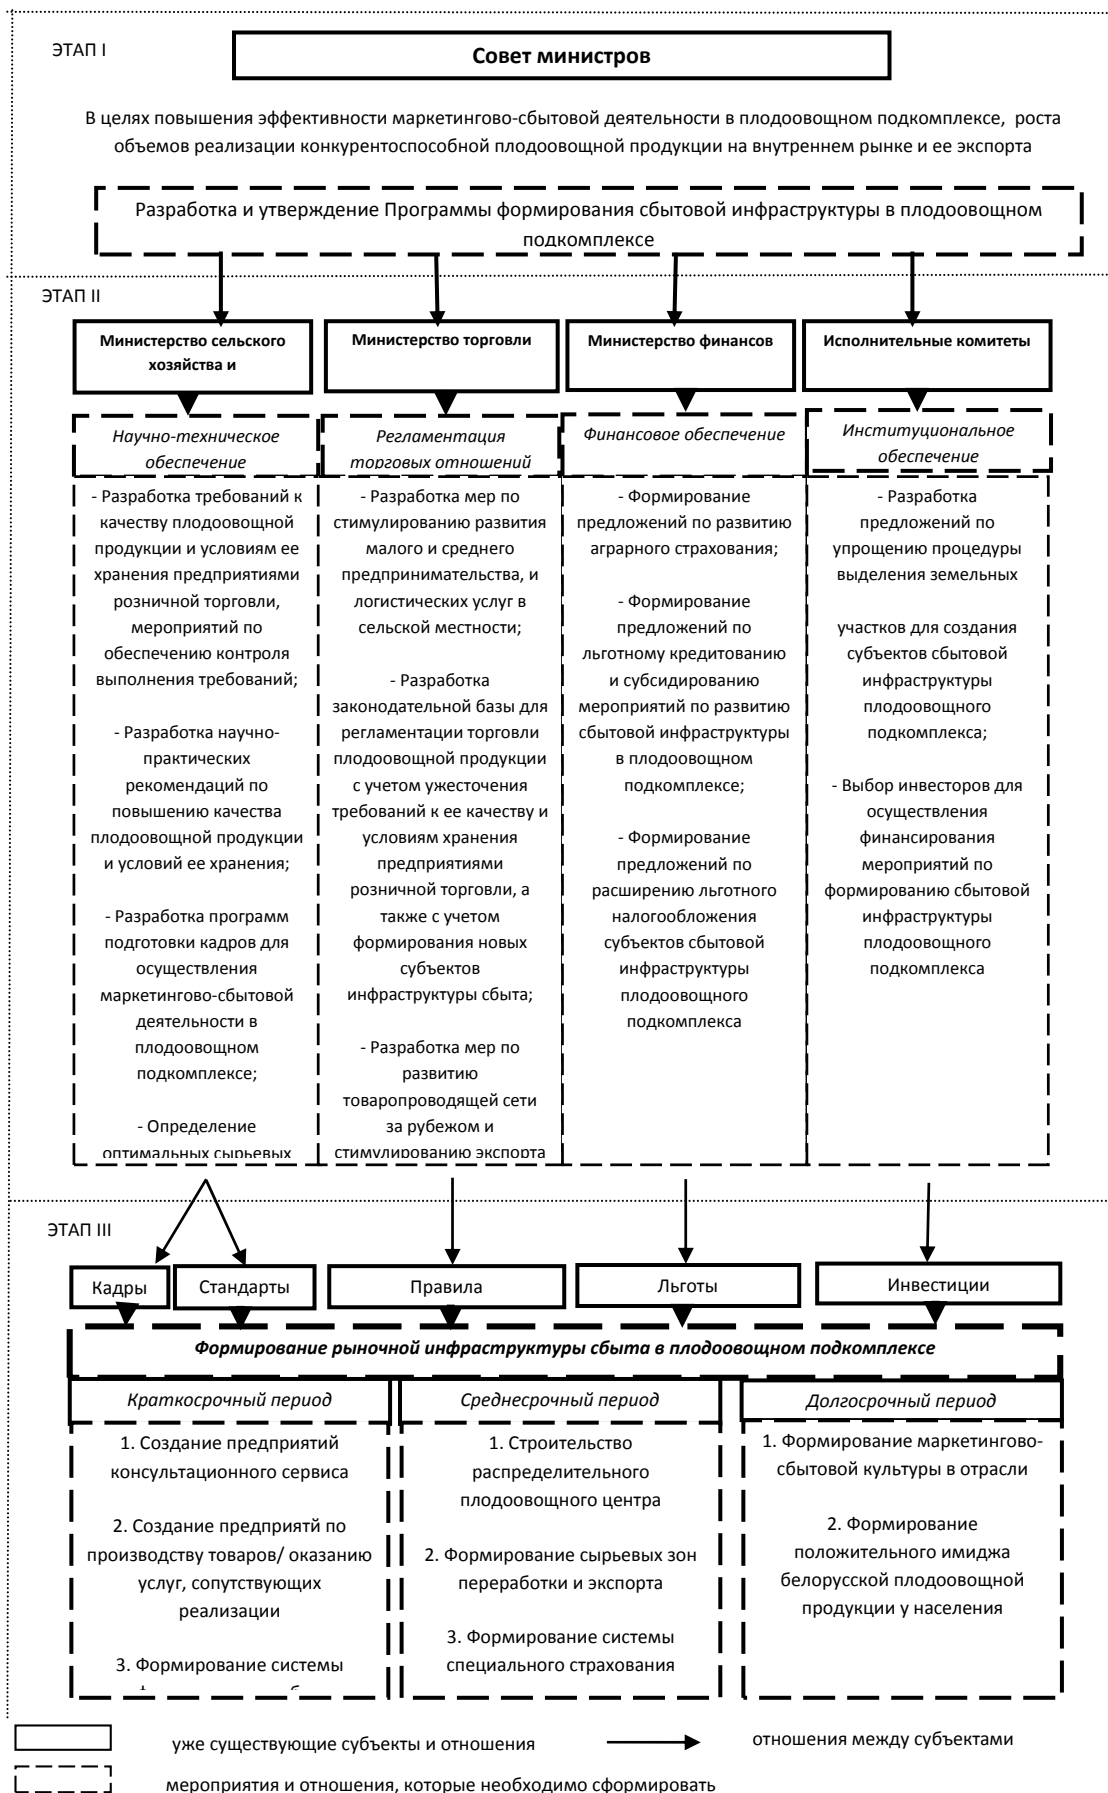 ЭТАП I
Совет министров
В целях повышения эффективности маркетингово-сбытовой деятельности в плодоовощном подкомплексе, роста
объемов реализации конкурентоспособной плодоовощной продукции на внутреннем рынке и ее экспорта
Разработка и утверждение Программы формирования сбытовой инфраструктуры в плодоовощном
подкомплексе
ЭТАП II
Министерство сельского
хозяйства и
Министерство торговли
Министерство финансов
Исполнительные комитеты
Научно-техническое
обеспечение
Регламентация
торговых отношений
Финансовое обеспечение
Институциональное
обеспечение
- Разработка требований к
качеству плодоовощной
продукции и условиям ее
хранения предприятиями
розничной торговли,
мероприятий по
обеспечению контроля
выполнения требований;
- Разработка научно-
практических
рекомендаций по
повышению качества
плодоовощной продукции
и условий ее хранения;
- Разработка программ
подготовки кадров для
осуществления
маркетингово-сбытовой
деятельности в
плодоовощном
подкомплексе;
- Определение
оптимальных сырьевых
- Разработка мер по
стимулированию развития
малого и среднего
предпринимательства, и
логистических услуг в
сельской местности;
- Разработка
законодательной базы для
регламентации торговли
плодоовощной продукции
с учетом ужесточения
требований к ее качеству и
условиям хранения
предприятиями
розничной торговли, а
также с учетом
формирования новых
субъектов
инфраструктуры сбыта;
- Разработка мер по
развитию
товаропроводящей сети
за рубежом и
стимулированию экспорта
- Формирование
предложений по развитию
аграрного страхования;
- Формирование
предложений по
льготному кредитованию
и субсидированию
мероприятий по развитию
сбытовой инфраструктуры
в плодоовощном
подкомплексе;
- Формирование
предложений по
расширению льготного
налогообложения
субъектов сбытовой
инфраструктуры
плодоовощного
подкомплекса
- Разработка
предложений по
упрощению процедуры
выделения земельных
участков для создания
субъектов сбытовой
инфраструктуры
плодоовощного
подкомплекса;
- Выбор инвесторов для
осуществления
финансирования
мероприятий по
формированию сбытовой
инфраструктуры
плодоовощного
подкомплекса
ЭТАП III
Кадры
Стандарты
Правила
Льготы
Инвестиции
Формирование рыночной инфраструктуры сбыта в плодоовощном подкомплексе
Краткосрочный период
Среднесрочный период
Долгосрочный период
1. Создание предприятий
консультационного сервиса
2. Создание предприятй по
производству товаров/ оказанию
услуг, сопутствующих
реализации
3. Формирование системы
1. Строительство
распределительного
плодоовощного центра
2. Формирование сырьевых зон
переработки и экспорта
3. Формирование системы
специального страхования
1. Формирование маркетингово-
сбытовой культуры в отрасли
2. Формирование
положительного имиджа
белорусской плодоовощной
продукции у населения
уже существующие субъекты и отношения
отношения между субъектами
мероприятия и отношения, которые необходимо сформировать